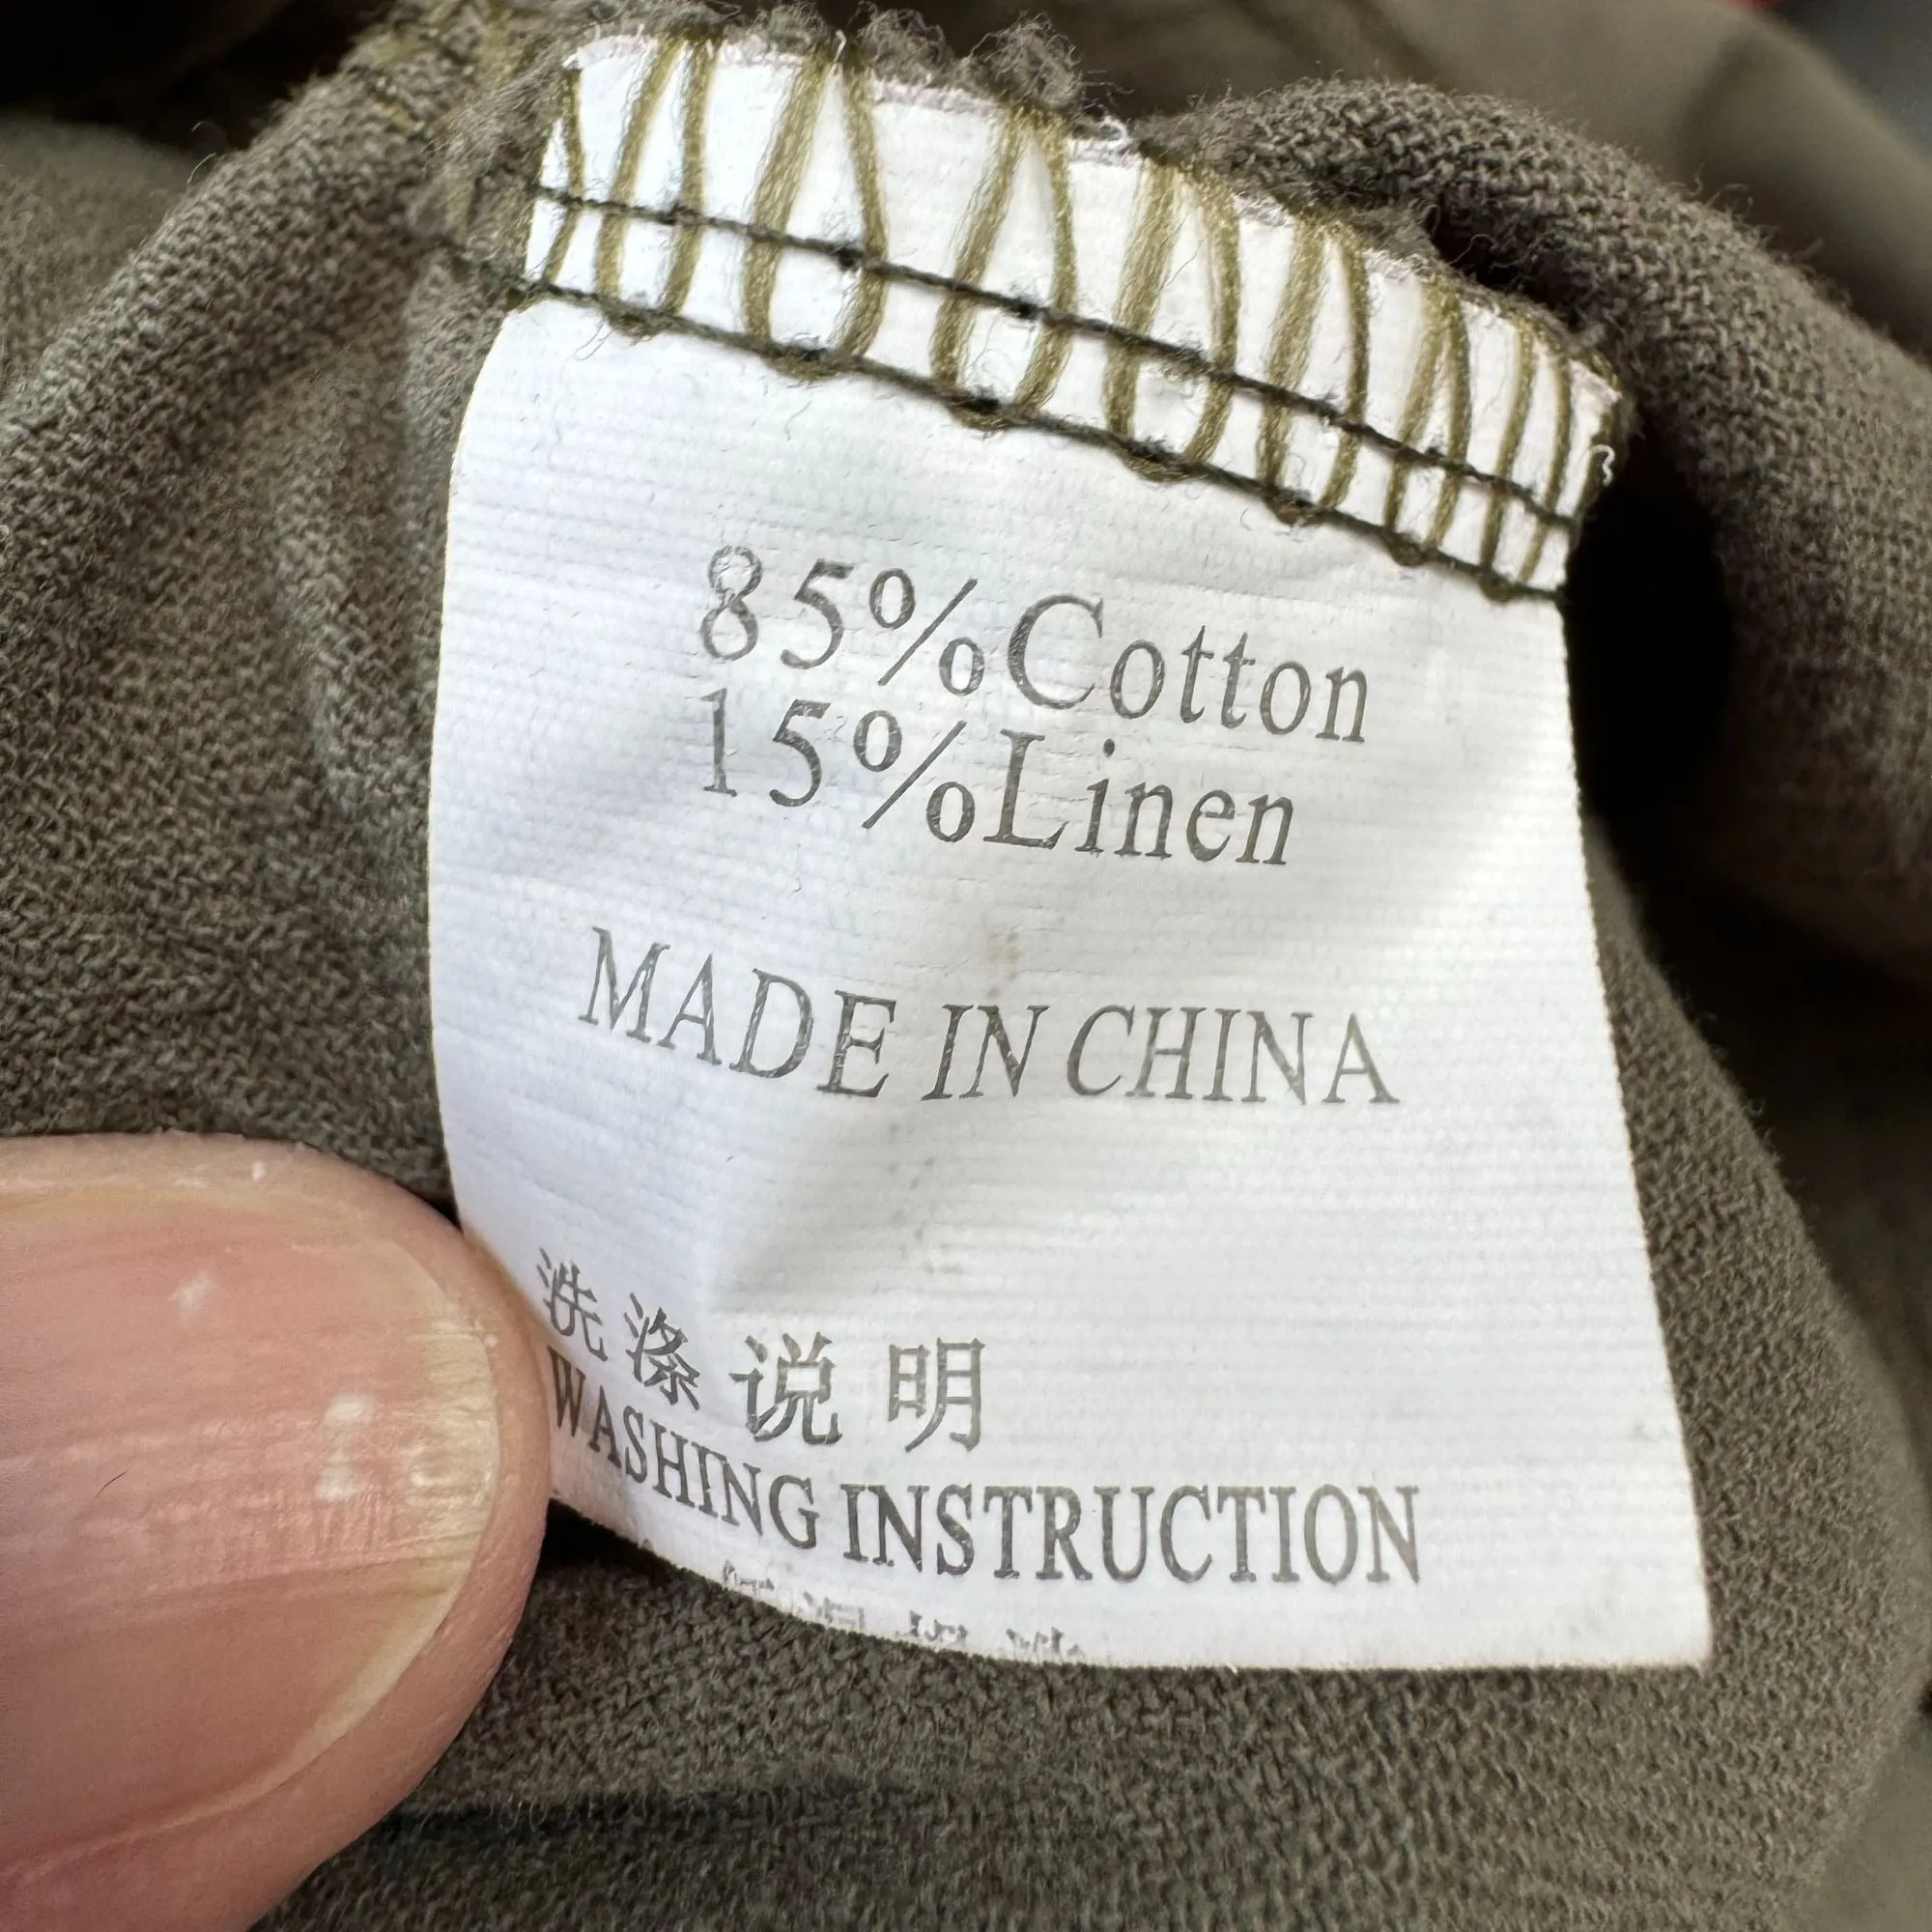 85%Cotton
15%Linen
MADE IN CHINA
洗涤说明
WASHING INSTRUCTION